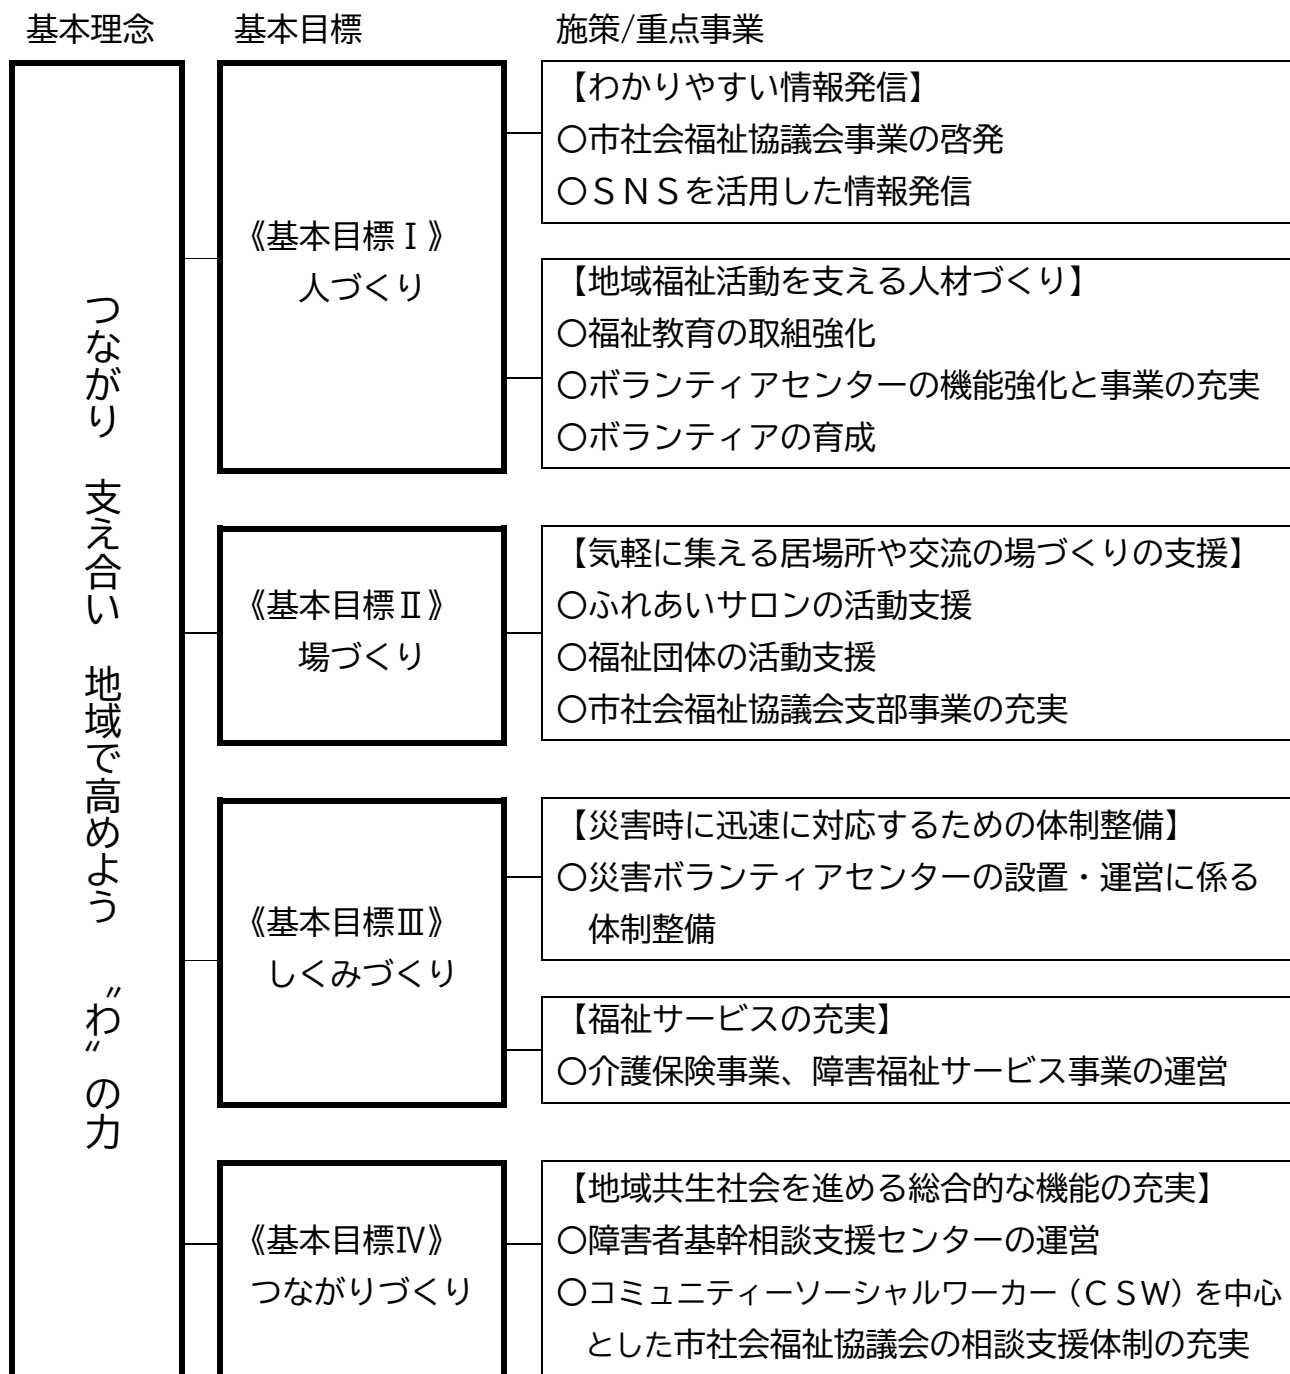 基本理念　基本目標　施策/重点事業
つながり　支え合い　地域で高めよう　〝わ〟の力
《基本目標Ⅰ》
人づくり
【わかりやすい情報発信】
〇市社会福祉協議会事業の啓発
〇ＳＮＳを活用した情報発信
【地域福祉活動を支える人材づくり】
〇福祉教育の取組強化
〇ボランティアセンターの機能強化と事業の充実
〇ボランティアの育成
《基本目標Ⅱ》
場づくり
【気軽に集える居場所や交流の場づくりの支援】
〇ふれあいサロンの活動支援
〇福祉団体の活動支援
〇市社会福祉協議会支部事業の充実
《基本目標Ⅲ》
しくみづくり
【災害時に迅速に対応するための体制整備】
〇災害ボランティアセンターの設置・運営に係る
体制整備
【福祉サービスの充実】
〇介護保険事業、障害福祉サービス事業の運営
《基本目標Ⅳ》
つながりづくり
【地域共生社会を進める総合的な機能の充実】
〇障害者基幹相談支援センターの運営
〇コミュニティーソーシャルワーカー（ＣＳＷ）を中心
とした市社会福祉協議会の相談支援体制の充実